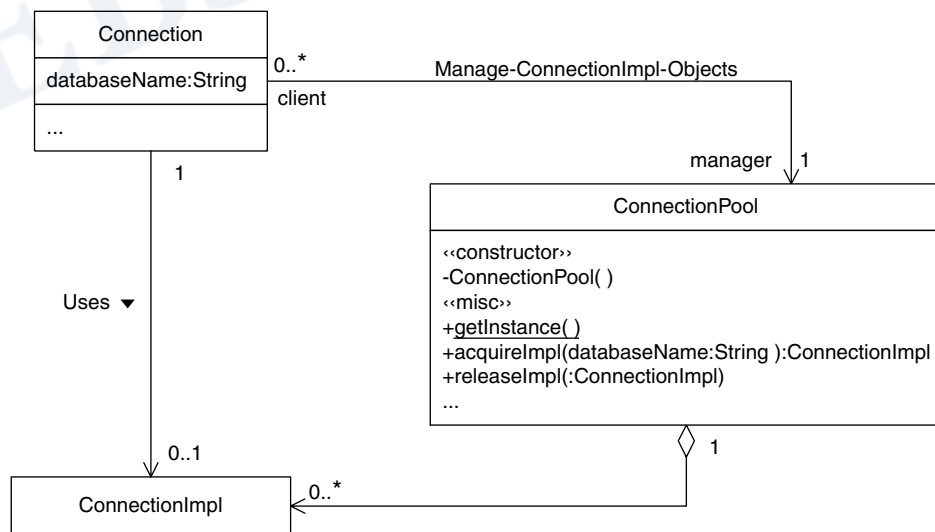 Connection
databaseName:String
...
0..*
client
Manage-ConnectionImpl-Objects
manager 1
ConnectionPool
‹‹constructor››
-ConnectionPool( )
‹‹misc››
+getInstance( )
+acquireImpl(databaseName:String ):ConnectionImpl
+releaseImpl(:ConnectionImpl)
...
1
1
Uses ▼
0..1
ConnectionImpl
0..*